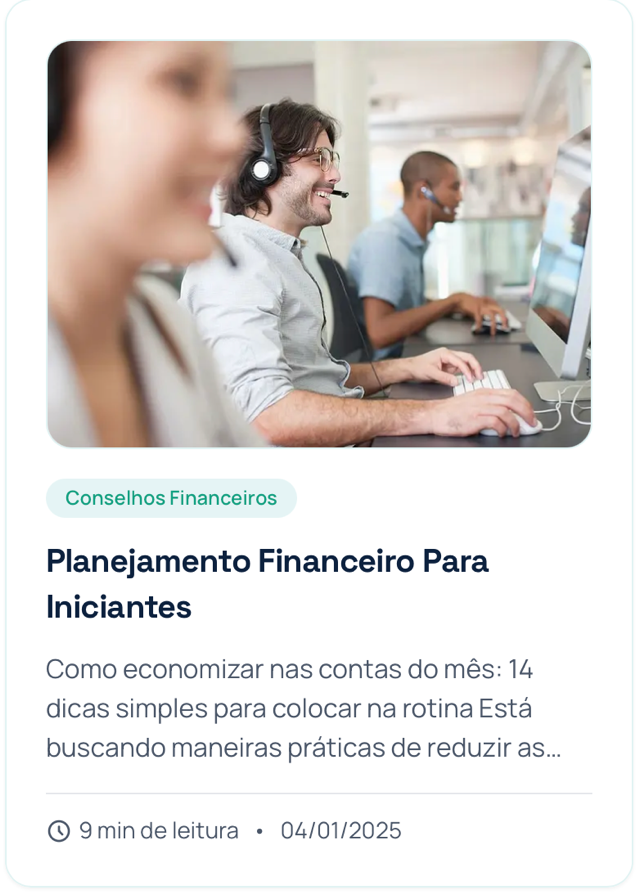 Conselhos Financeiros
Planejamento Financeiro Para
Iniciantes
Como economizar nas contas do mês: 14
dicas simples para colocar na rotina Está
buscando maneiras práticas de reduzir as...
9 min de leitura • 04/01/2025